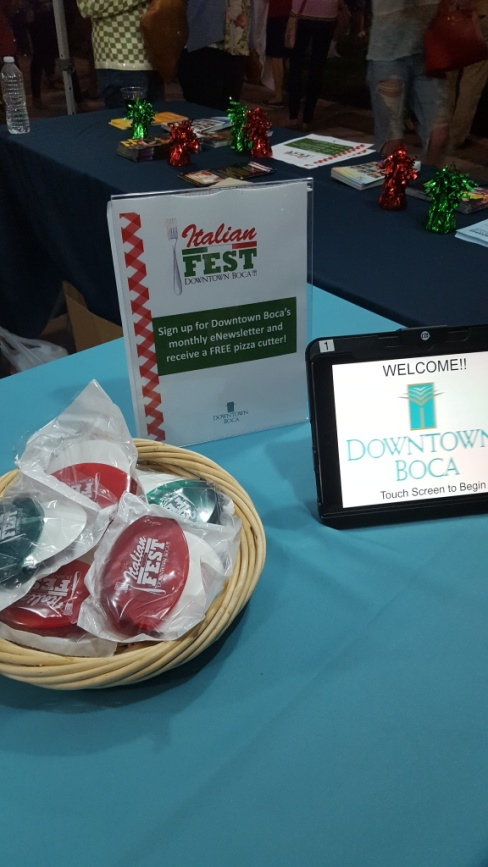 Italian
FEST
DOWNTOWN BOCA
Sign up for Downtown Boca's
monthly eNewsletter and
receive a FREE pizza cutter!
DOWNTOWN
BOCA
1
WELCOME!!
DOWNTOWN
BOCA
Touch Screen to Begin
Italian
FEST